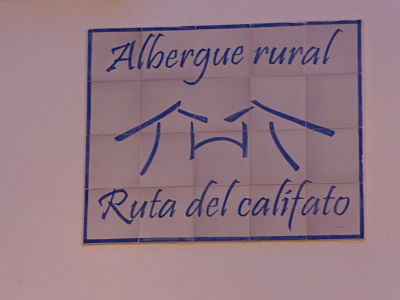 Albergue rural
Ruta del califato